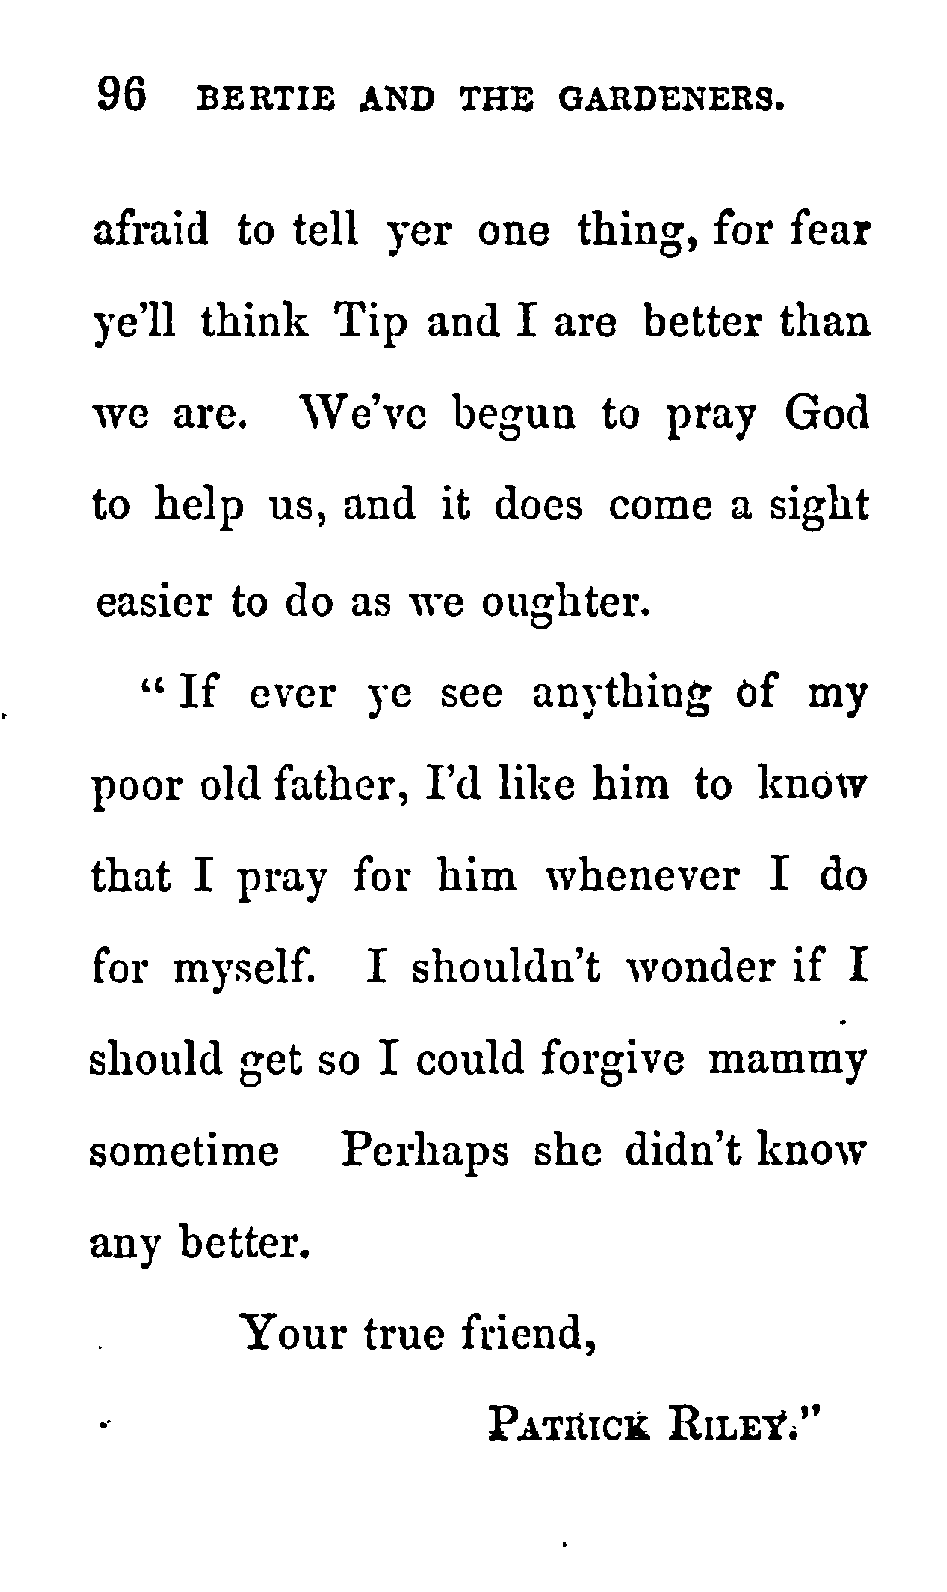 96 BERTIE AND THE GARDENERS.
afraid to tell yer one thing, for fear
ye'll think Tip and I are better than
we are. We've begun to pray God
to help us, and it does come a sight
easier to do as we oughter.
“ If ever ye see anything of my
poor old father, I'd like him to know
that I pray for him whenever I do
for myself. I shouldn't wonder if I
should get so I could forgive mammy
sometime Perhaps she didn't know
any better.
Your true friend,
PATRICK RILEY.”